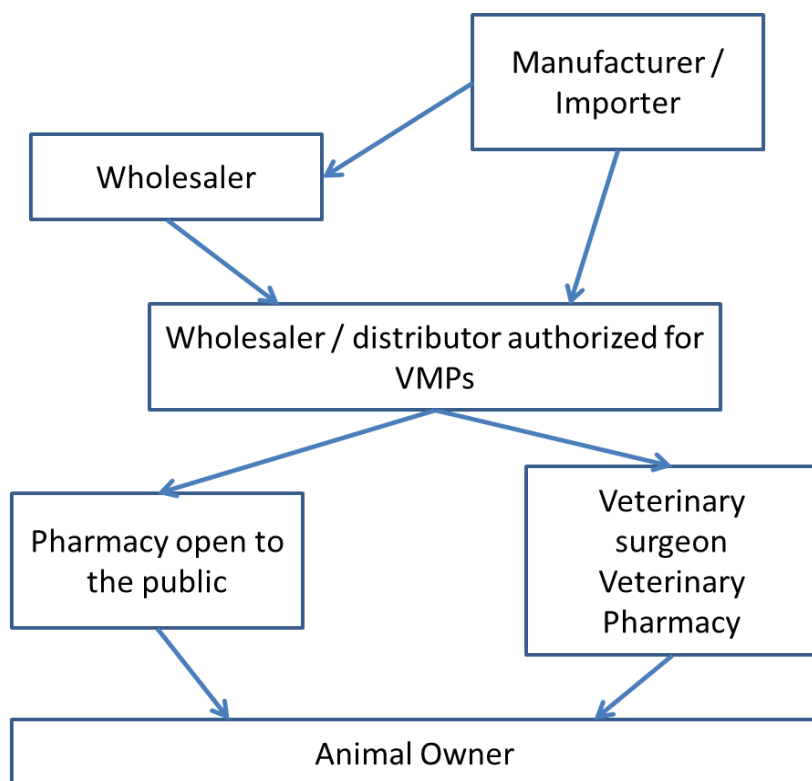 Manufacturer /
Importer
Wholesaler
Wholesaler / distributor authorized for
VMPs
Pharmacy open to
the public
Veterinary
surgeon
Veterinary
Pharmacy
Animal Owner